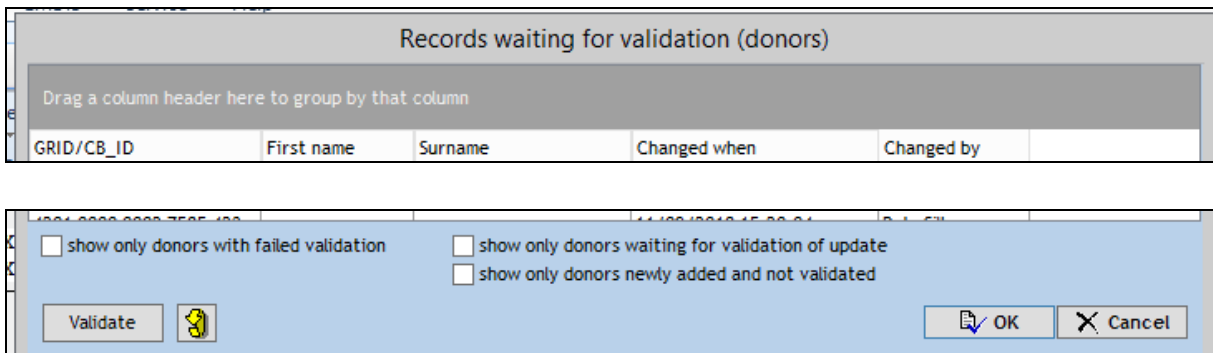 Records waiting for validation (donors)
Drag a column header here to group by that column
GRID/CB_ID First name Surname Changed when Changed by
show only donors with failed validation show only donors waiting for validation of update
show only donors newly added and not validated
Validate OK Cancel